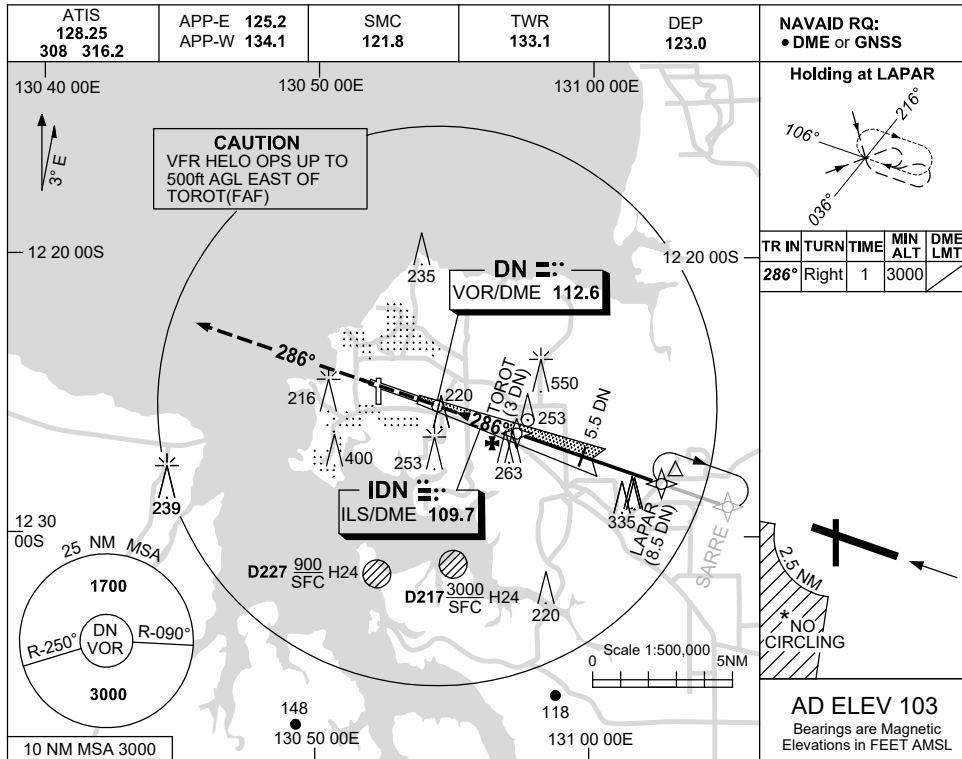 ATIS
128.25
308 316.2
APP-E 125.2
APP-W 134.1
SMC
121.8
TWR
133.1
DEP
123.0
NAVAID RQ:
• DME or GNSS
130 40 00E
130 50 00E
131 00 00E
3° E
CAUTION
VFR HELO OPS UP TO
500ft AGL EAST OF
TOROT(FAF)
12 20 00S
12 20 00S
235
DN
VOR/DME 112.6
286°
216
220
TOROT
(3 DN)
550
286°
253
5.5 DN
400
253
263
239
IDN
ILS/DME 109.7
335
LAPAR
(8.5 DN)
SARRE
12 30
00S
25 NM MSA
1700
DN
VOR
R-250°
R-090°
3000
D227 900 SFC H24
D217 3000 SFC H24
220
Scale 1:500,000
0
5NM
148
118
130 50 00E
131 00 00E
10 NM MSA 3000
Holding at LAPAR
216°
106°
036°
TR IN TURN TIME MIN ALT DME LMT
286° Right 1 3000
2.5 NM
*NO
CIRCLING
AD ELEV 103
Bearings are Magnetic
Elevations in FEET AMSL